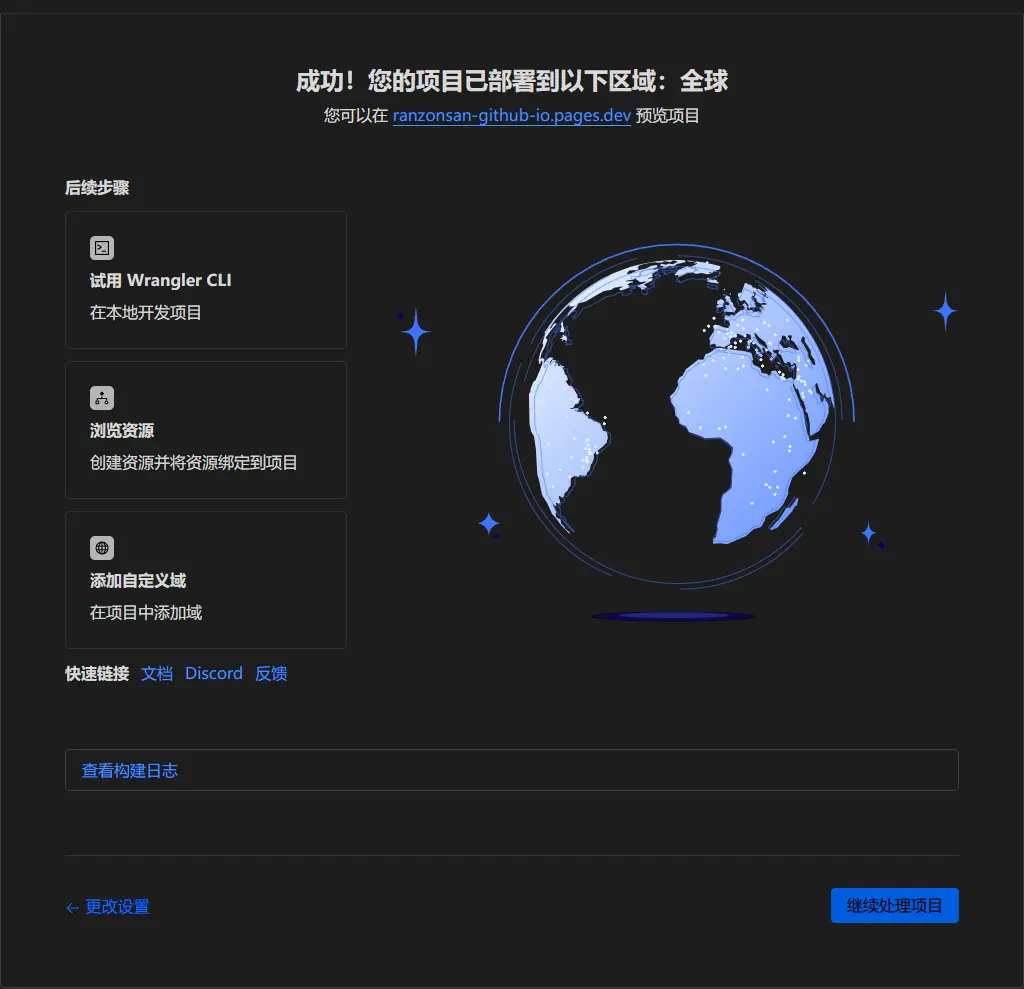 成功！您的项目已部署到以下区域：全球
您可以在 ranzonsan-github-io.pages.dev 预览项目
后续步骤
试用 Wrangler CLI
在本地开发项目
浏览资源
创建资源并将资源绑定到项目
添加自定义域
在项目中添加域
快速链接 文档 Discord 反馈
查看构建日志
← 更改设置
继续处理项目